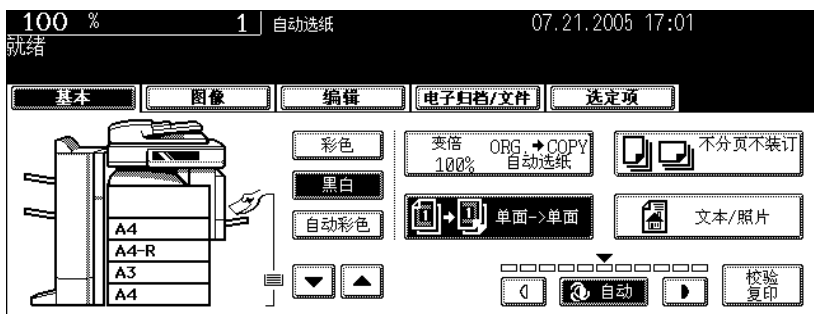 100 % 1 自动选纸 07.21.2005 17:01
就绪
基本 图像 编辑 电子归档/文件 选定项
彩色
黑白
自动彩色
变倍 ORG.➔COPY
100% 自动选纸
不分页不装订
1➔1 单面->单面
文本/照片
A4
A4-R
A3
A4
自动
校验
复印